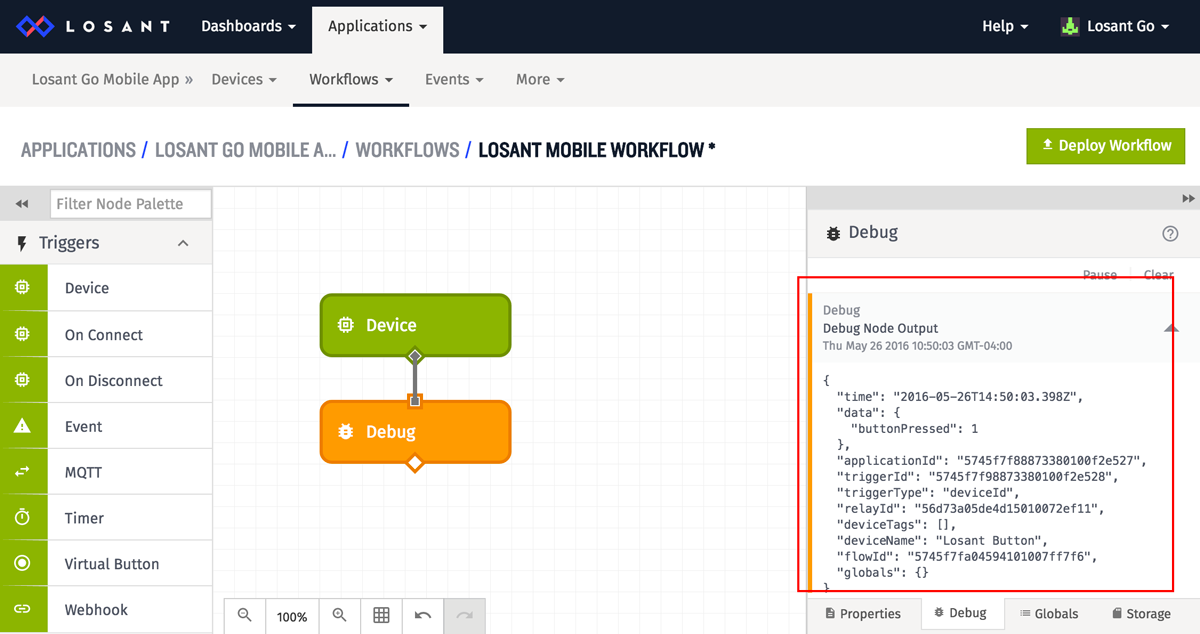 LOSANT
Dashboards
Applications
Help
Losant Go
Losant Go Mobile App »
Devices
Workflows
Events
More
APPLICATIONS / LOSANT GO MOBILE A... / WORKFLOWS / LOSANT MOBILE WORKFLOW *
Deploy Workflow
Filter Node Palette
Triggers
Device
On Connect
On Disconnect
Event
MQTT
Timer
Virtual Button
Webhook
Device
Debug
100%
Debug
Pause
Clear
Debug
Debug Node Output
Thu May 26 2016 10:50:03 GMT-04:00
{
"time": "2016-05-26T14:50:03.398Z",
"data": {
"buttonPressed": 1
},
"applicationId": "5745f7f88873380100f2e527",
"triggerId": "5745f7f98873380100f2e528",
"triggerType": "deviceId",
"relayId": "56d73a05de4d15010072ef11",
"deviceTags": [],
"deviceName": "Losant Button",
"flowId": "5745f7fa04594101007ff7f6",
"globals": {}
}
Properties
Debug
Globals
Storage